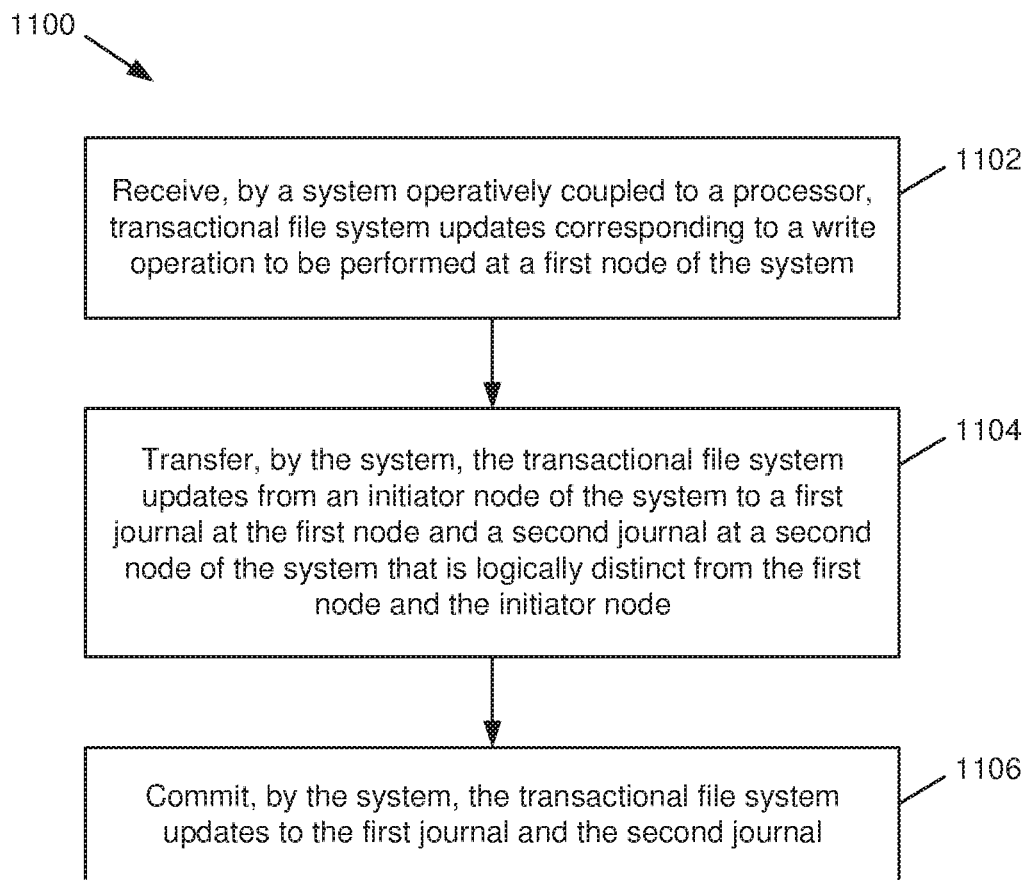 1100
1102
Receive, by a system operatively coupled to a processor,
transactional file system updates corresponding to a write
operation to be performed at a first node of the system
1104
Transfer, by the system, the transactional file system
updates from an initiator node of the system to a first
journal at the first node and a second journal at a second
node of the system that is logically distinct from the first
node and the initiator node
1106
Commit, by the system, the transactional file system
updates to the first journal and the second journal